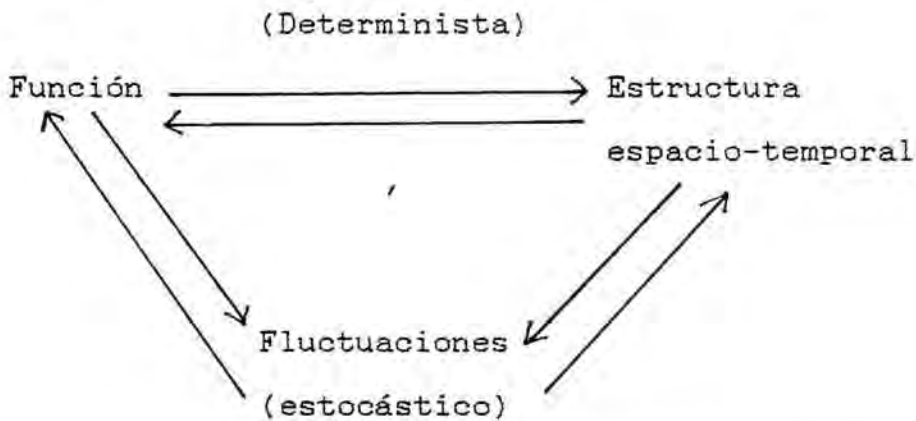 (Determinista)
Función
Estructura
espacio-temporal
Fluctuaciones
(estocástico)